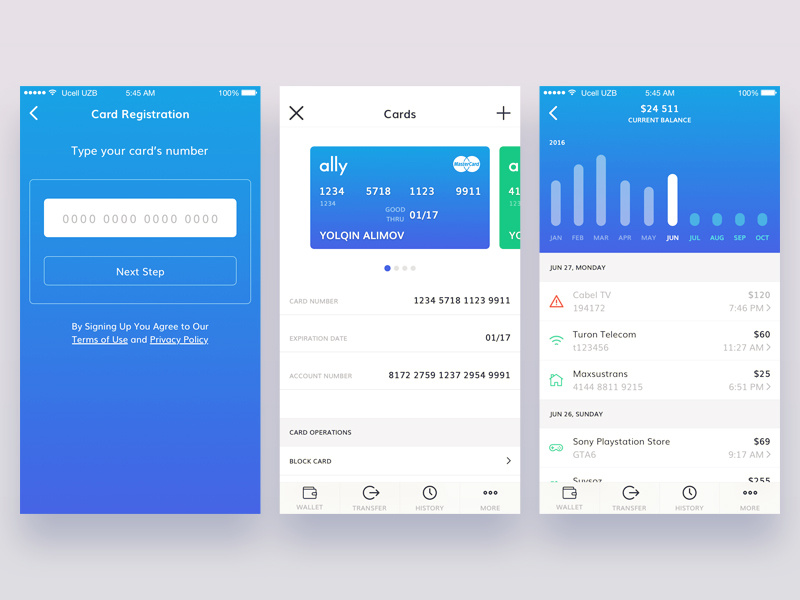 Ucell UZB 5:45 AM 100%
Card Registration
Type your card's number
0000 0000 0000 0000
Next Step
By Signing Up You Agree to Our
Terms of Use and Privacy Policy
Cards
ally MasterCard
1234 5718 1123 9911
1234
GOOD
THRU 01/17
YOLQIN ALIMOV
a
41
123
YO
CARD NUMBER 1234 5718 1123 9911
EXPIRATION DATE 01/17
ACCOUNT NUMBER 8172 2759 1237 2954 9991
CARD OPERATIONS
BLOCK CARD
WALLET TRANSFER HISTORY MORE
Ucell UZB 5:45 AM 100%
$24 511
CURRENT BALANCE
2016
JAN FEB MAR APR MAY JUN JUL AUG SEP OCT
JUN 27, MONDAY
Cabel TV $120
194172 7:46 PM
Turon Telecom $60
t123456 11:27 AM
Maxsustrans $25
4144 8811 9215 6:51 PM
JUN 26, SUNDAY
Sony Playstation Store $69
GTA6 9:17 AM
$255
WALLET TRANSFER HISTORY MORE